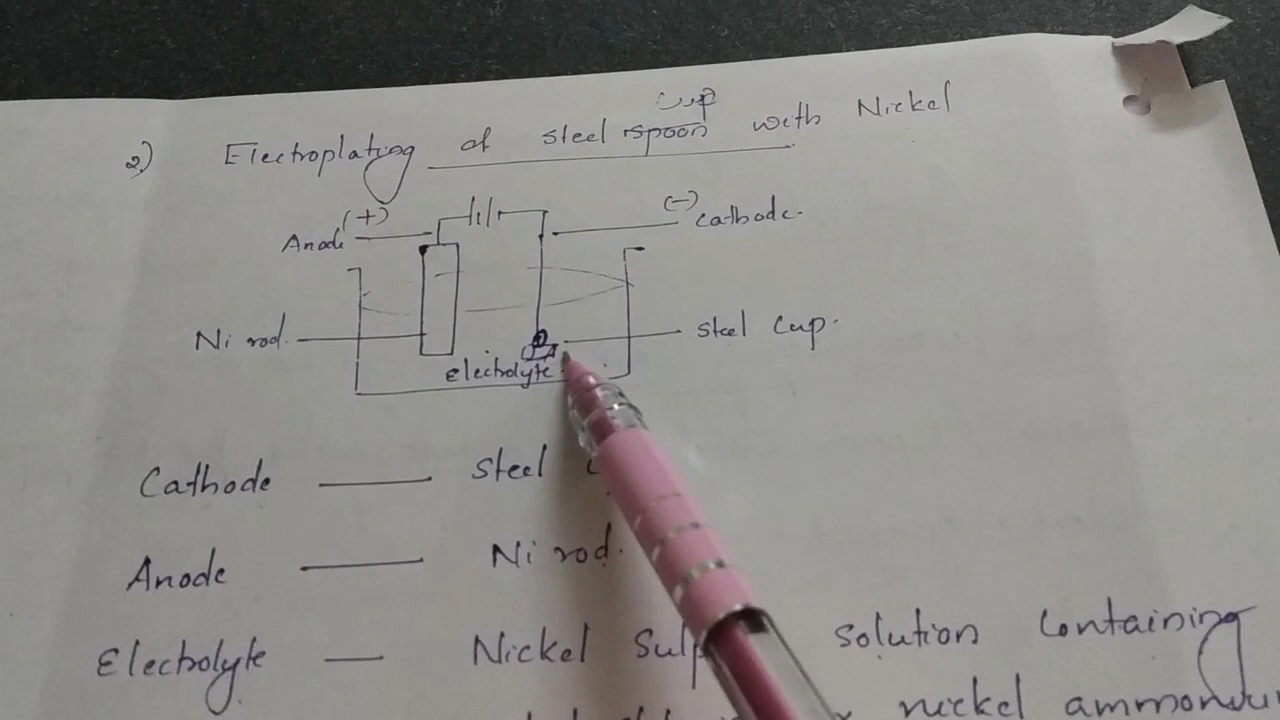 cup
2) Electroplating of steel spoon with Nickel
(+) (-)
Anode Cathode.
Ni rod. Steel Cup.
Electrolyte
Cathode — Steel
Anode — Ni rod.
Electrolyte — Nickel Sulp solution Containing
nickel